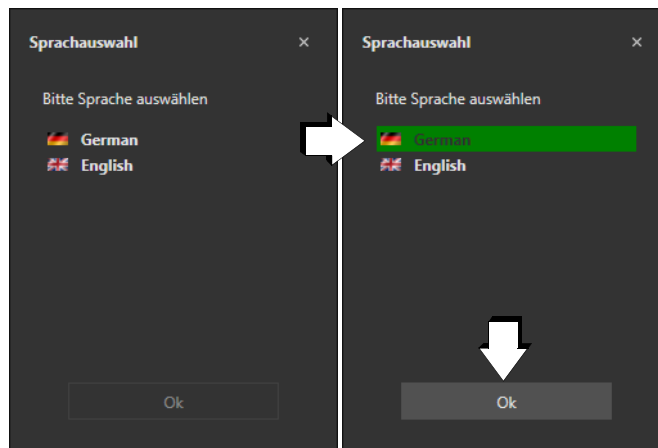 Sprachauswahl ×
Bitte Sprache auswählen
German
English
Ok
Sprachauswahl ×
Bitte Sprache auswählen
German
English
Ok